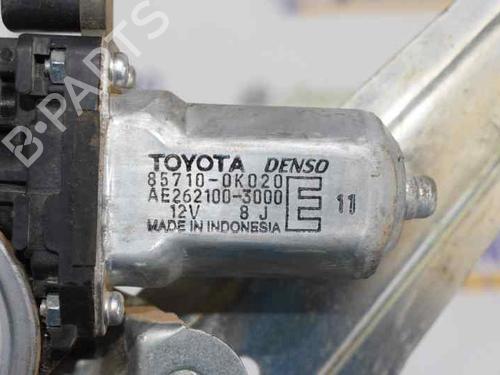 B-PARTS
TOYOTA DENSO
85710-0K020
AE262100-3000
12V 8 J
E 11
MADE IN INDONESIA